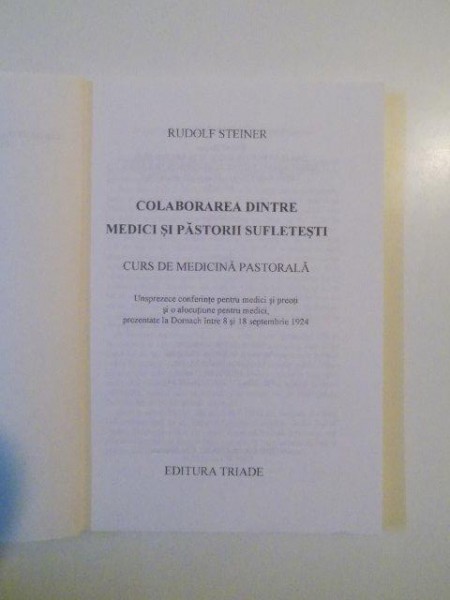 RUDOLF STEINER
COLABORAREA DINTRE
MEDICI ȘI PĂSTORII SUFLETEȘTI
CURS DE MEDICINĂ PASTORALĂ
Unsprezece conferințe pentru medici și preoți
și o alocuțiune pentru medici,
prezentate la Dornach între 8 și 18 septembrie 1924
EDITURA TRIADE